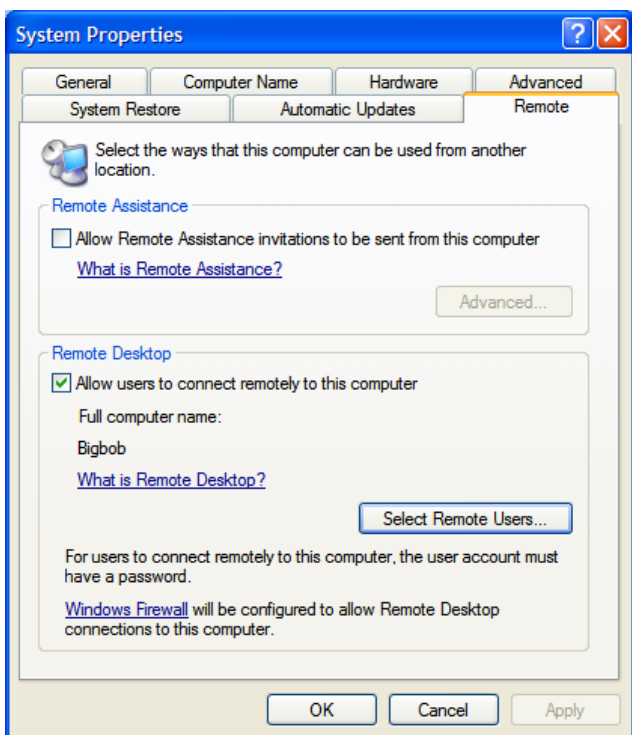 System Properties
General
Computer Name
Hardware
Advanced
System Restore
Automatic Updates
Remote
Select the ways that this computer can be used from another
location.
Remote Assistance
Allow Remote Assistance invitations to be sent from this computer
What is Remote Assistance?
Advanced...
Remote Desktop
Allow users to connect remotely to this computer
Full computer name:
Bigbob
What is Remote Desktop?
Select Remote Users...
For users to connect remotely to this computer, the user account must
have a password.
Windows Firewall will be configured to allow Remote Desktop
connections to this computer.
OK
Cancel
Apply